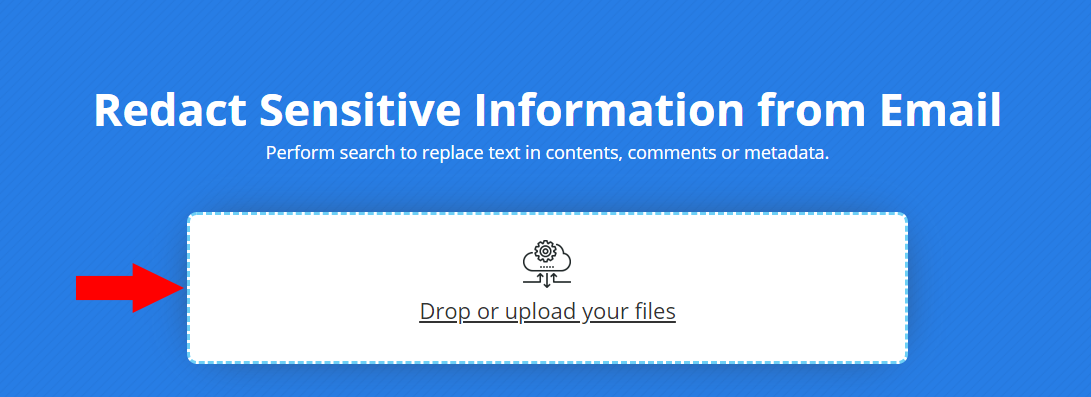 Redact Sensitive Information from Email
Perform search to replace text in contents, comments or metadata.
Drop or upload your files